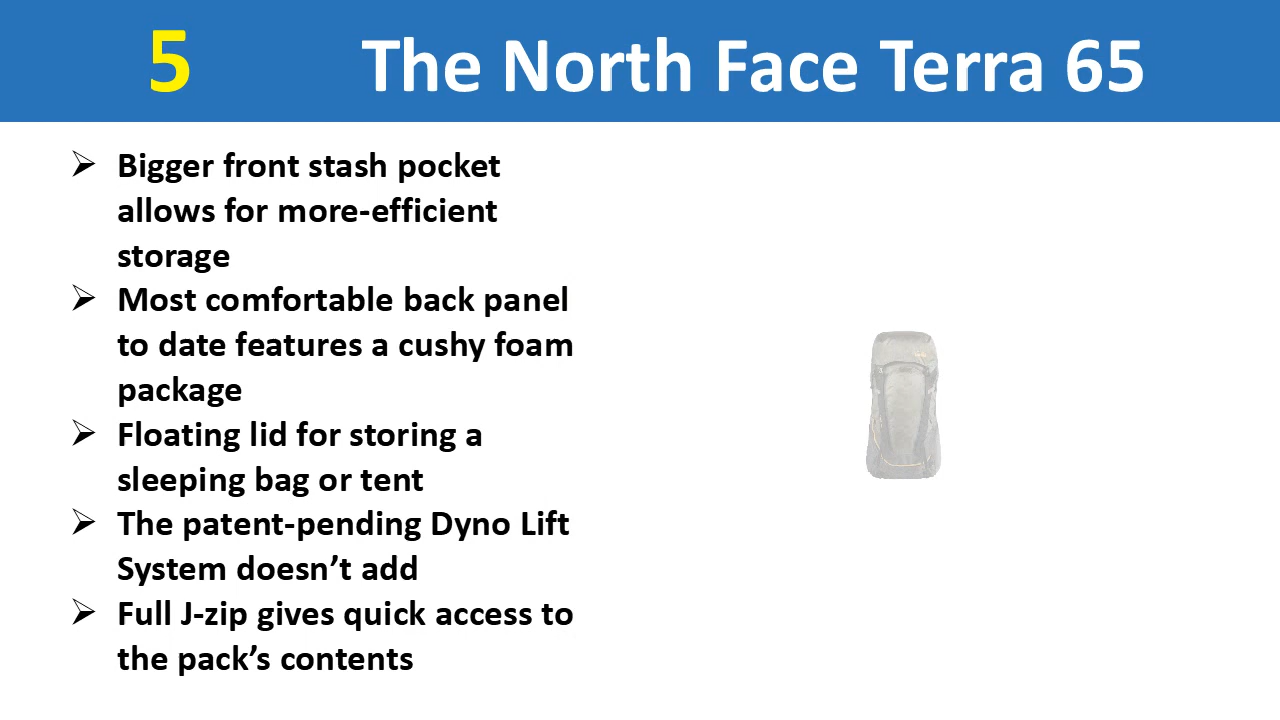 5 The North Face Terra 65
Bigger front stash pocket
allows for more-efficient
storage
Most comfortable back panel
to date features a cushy foam
package
Floating lid for storing a
sleeping bag or tent
The patent-pending Dyno Lift
System doesn’t add
Full J-zip gives quick access to
the pack’s contents